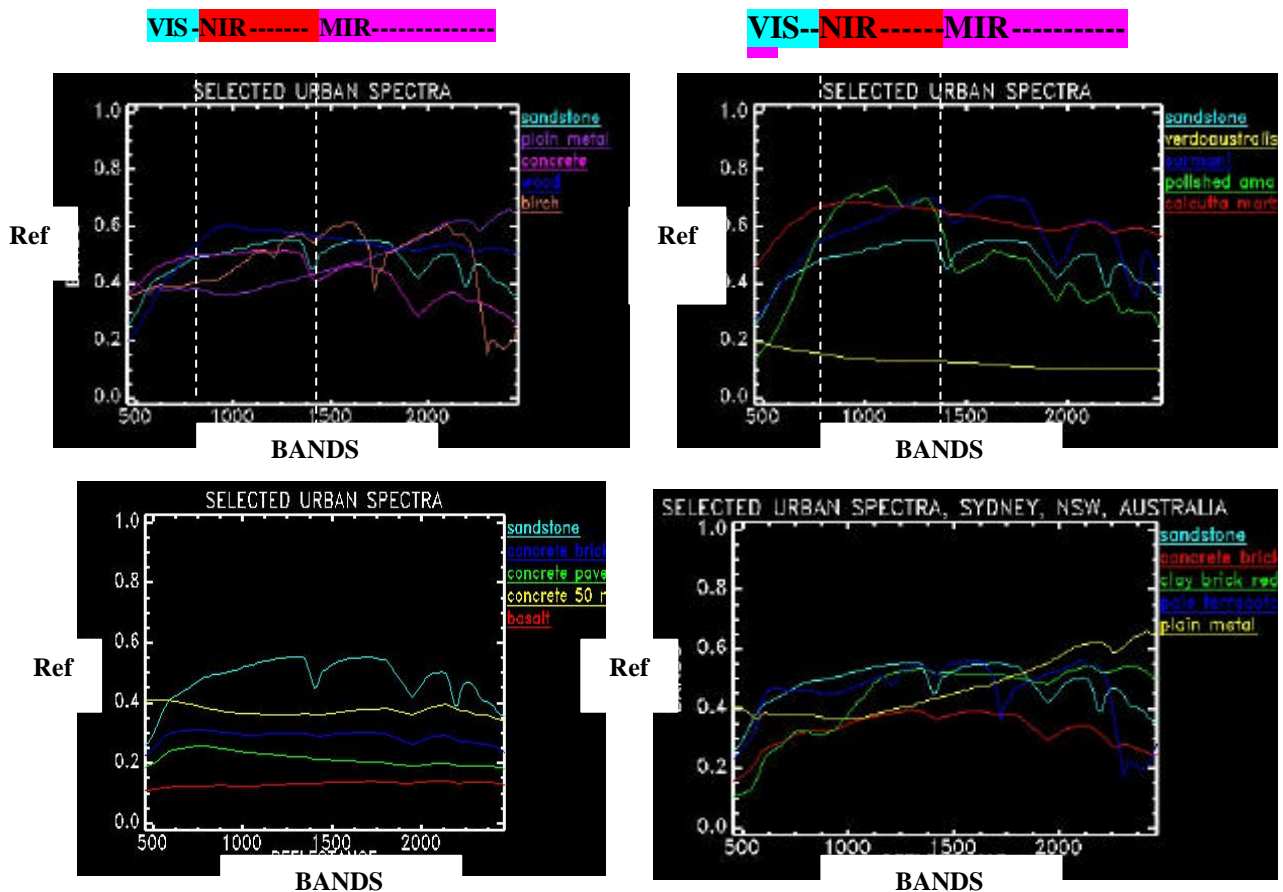 VIS -NIR ------- MIR--------------
SELECTED URBAN SPECTRA
1.0
0.8
0.6
0.4
0.2
0.0
Ref
500 1000 1500 2000
BANDS
sandstone
plain metal
concrete
wood
birch
VIS--NIR------MIR-----------
SELECTED URBAN SPECTRA
1.0
0.8
0.6
0.4
0.2
0.0
Ref
500 1000 1500 2000
BANDS
sandstone
verdoaustralis
polished ama
calcutta marb
SELECTED URBAN SPECTRA
1.0
0.8
0.6
0.4
0.2
0.0
Ref
500 1000 1500 2000
BANDS
sandstone
concrete brick
concrete pave
concrete 50
basalt
SELECTED URBAN SPECTRA, SYDNEY, NSW, AUSTRALIA
1.0
0.8
0.6
0.4
0.2
0.0
Ref
500 1000 1500 2000
BANDS
sandstone
concrete brick
clay brick red
pale terracott
plain metal